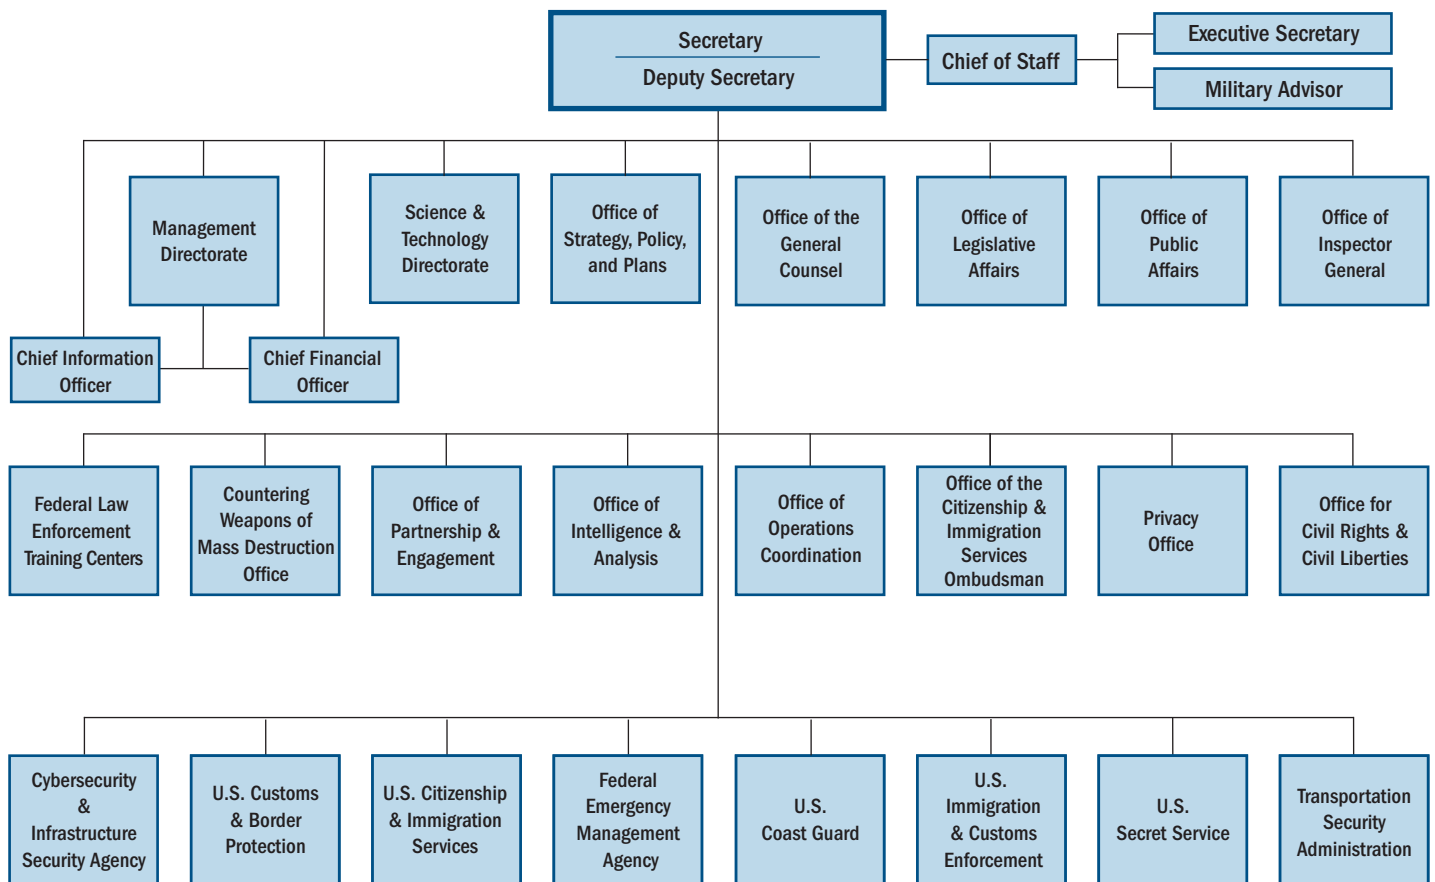 Secretary
Deputy Secretary
Chief of Staff
Executive Secretary
Military Advisor
Management
Directorate
Science &
Technology
Directorate
Office of
Strategy, Policy,
and Plans
Office of the
General
Counsel
Office of
Legislative
Affairs
Office of
Public
Affairs
Office of
Inspector
General
Chief Information
Officer
Chief Financial
Officer
Federal Law
Enforcement
Training Centers
Countering
Weapons of
Mass Destruction
Office
Office of
Partnership &
Engagement
Office of
Intelligence &
Analysis
Office of
Operations
Coordination
Office of the
Citizenship &
Immigration
Services
Ombudsman
Privacy
Office
Office for
Civil Rights &
Civil Liberties
Cybersecurity
&
Infrastructure
Security Agency
U.S. Customs
& Border
Protection
U.S. Citizenship
& Immigration
Services
Federal
Emergency
Management
Agency
U.S.
Coast Guard
U.S.
Immigration
& Customs
Enforcement
U.S.
Secret Service
Transportation
Security
Administration